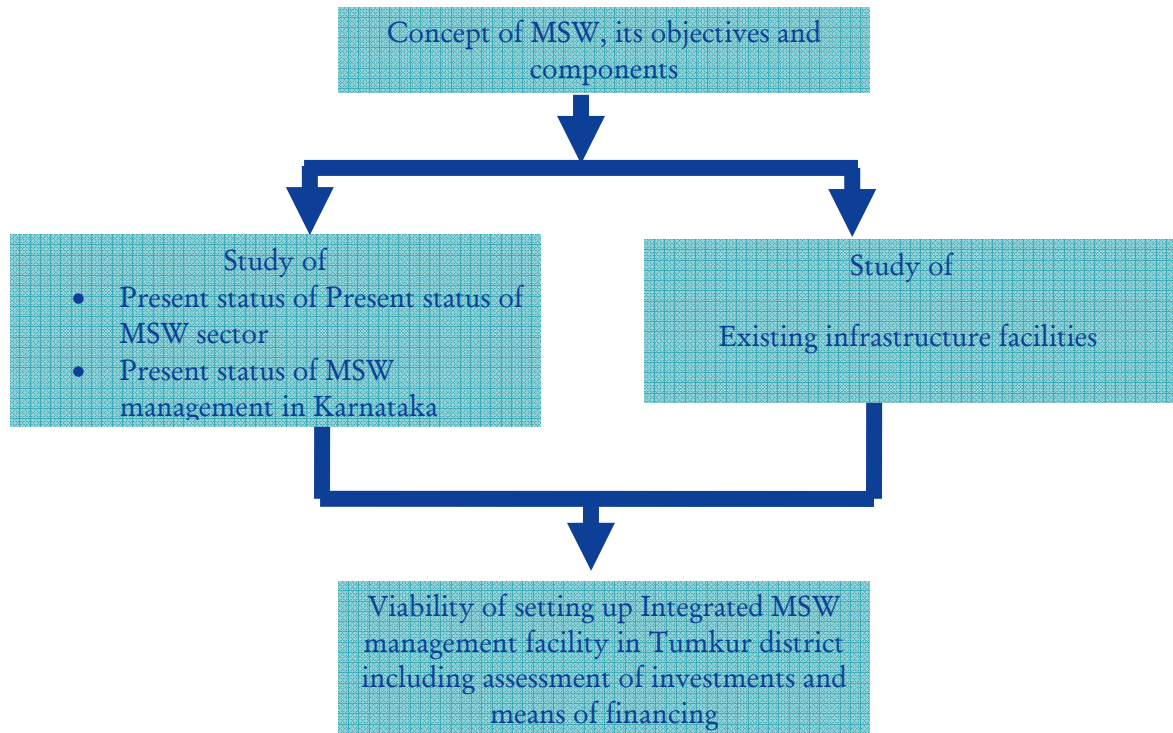 Concept of MSW, its objectives and
components
Study of
• Present status of Present status of
MSW sector
• Present status of MSW
management in Karnataka
Study of
Existing infrastructure facilities
Viability of setting up Integrated MSW
management facility in Tumkur district
including assessment of investments and
means of financing